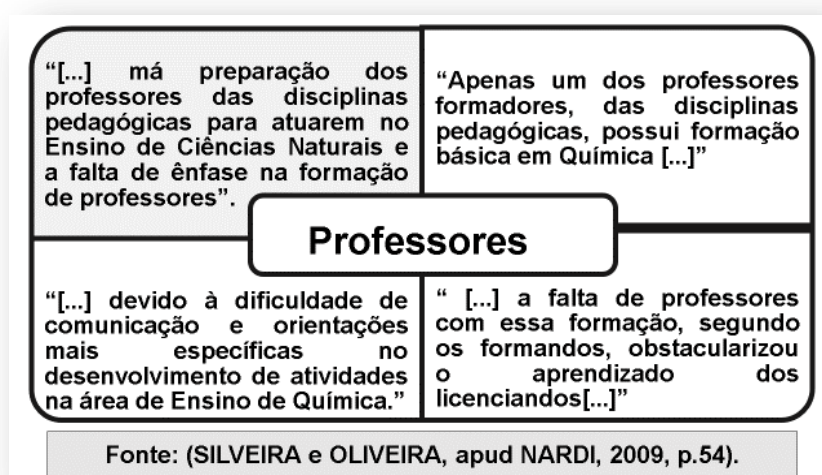 “[...] má preparação dos
professores das disciplinas
pedagógicas para atuarem no
Ensino de Ciências Naturais e
a falta de ênfase na formação
de professores”.
“Apenas um dos professores
formadores, das disciplinas
pedagógicas, possui formação
básica em Química [...]”
Professores
“[...] devido à dificuldade de
comunicação e orientações
mais específicas no
desenvolvimento de atividades
na área de Ensino de Química.”
“ [...] a falta de professores
com essa formação, segundo
os formandos, obstacularizou
o aprendizado dos
licenciandos[...]”
Fonte: (SILVEIRA e OLIVEIRA, apud NARDI, 2009, p.54).